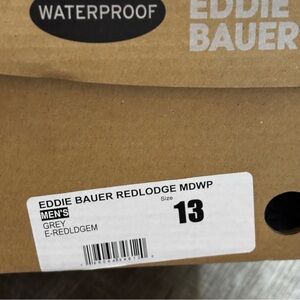 WATERPROOF
EDDIE
BAUER
EDDIE BAUER REDLODGE MDWP
MEN'S
Size
13
GREY
E-REDLDGEM